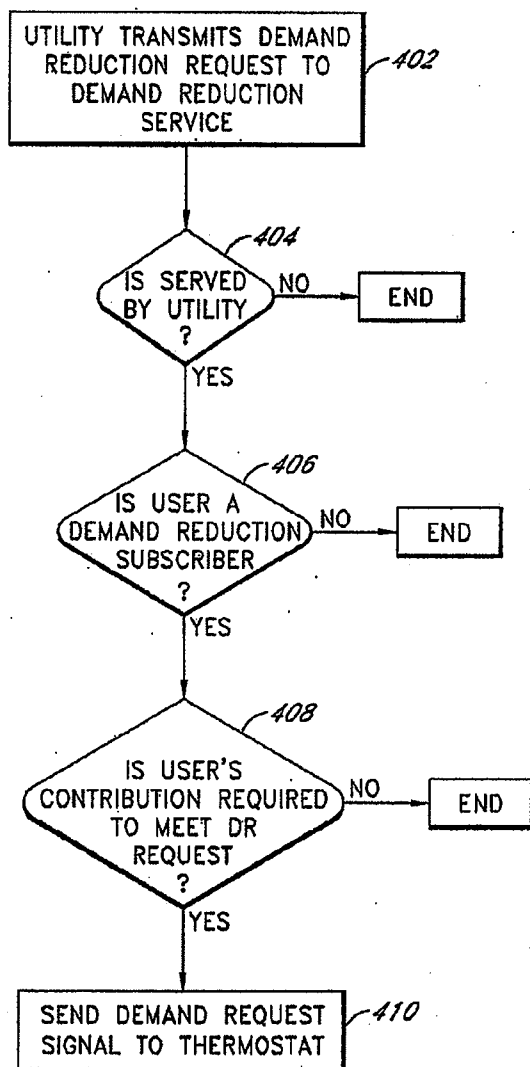 UTILITY TRANSMITS DEMAND
REDUCTION REQUEST TO
DEMAND REDUCTION
SERVICE
402
404
IS SERVED
BY UTILITY
?
NO
END
YES
406
IS USER A
DEMAND REDUCTION
SUBSCRIBER
?
NO
END
YES
408
IS USER'S
CONTRIBUTION REQUIRED
TO MEET DR
REQUEST
?
NO
END
YES
SEND DEMAND REQUEST
SIGNAL TO THERMOSTAT
410